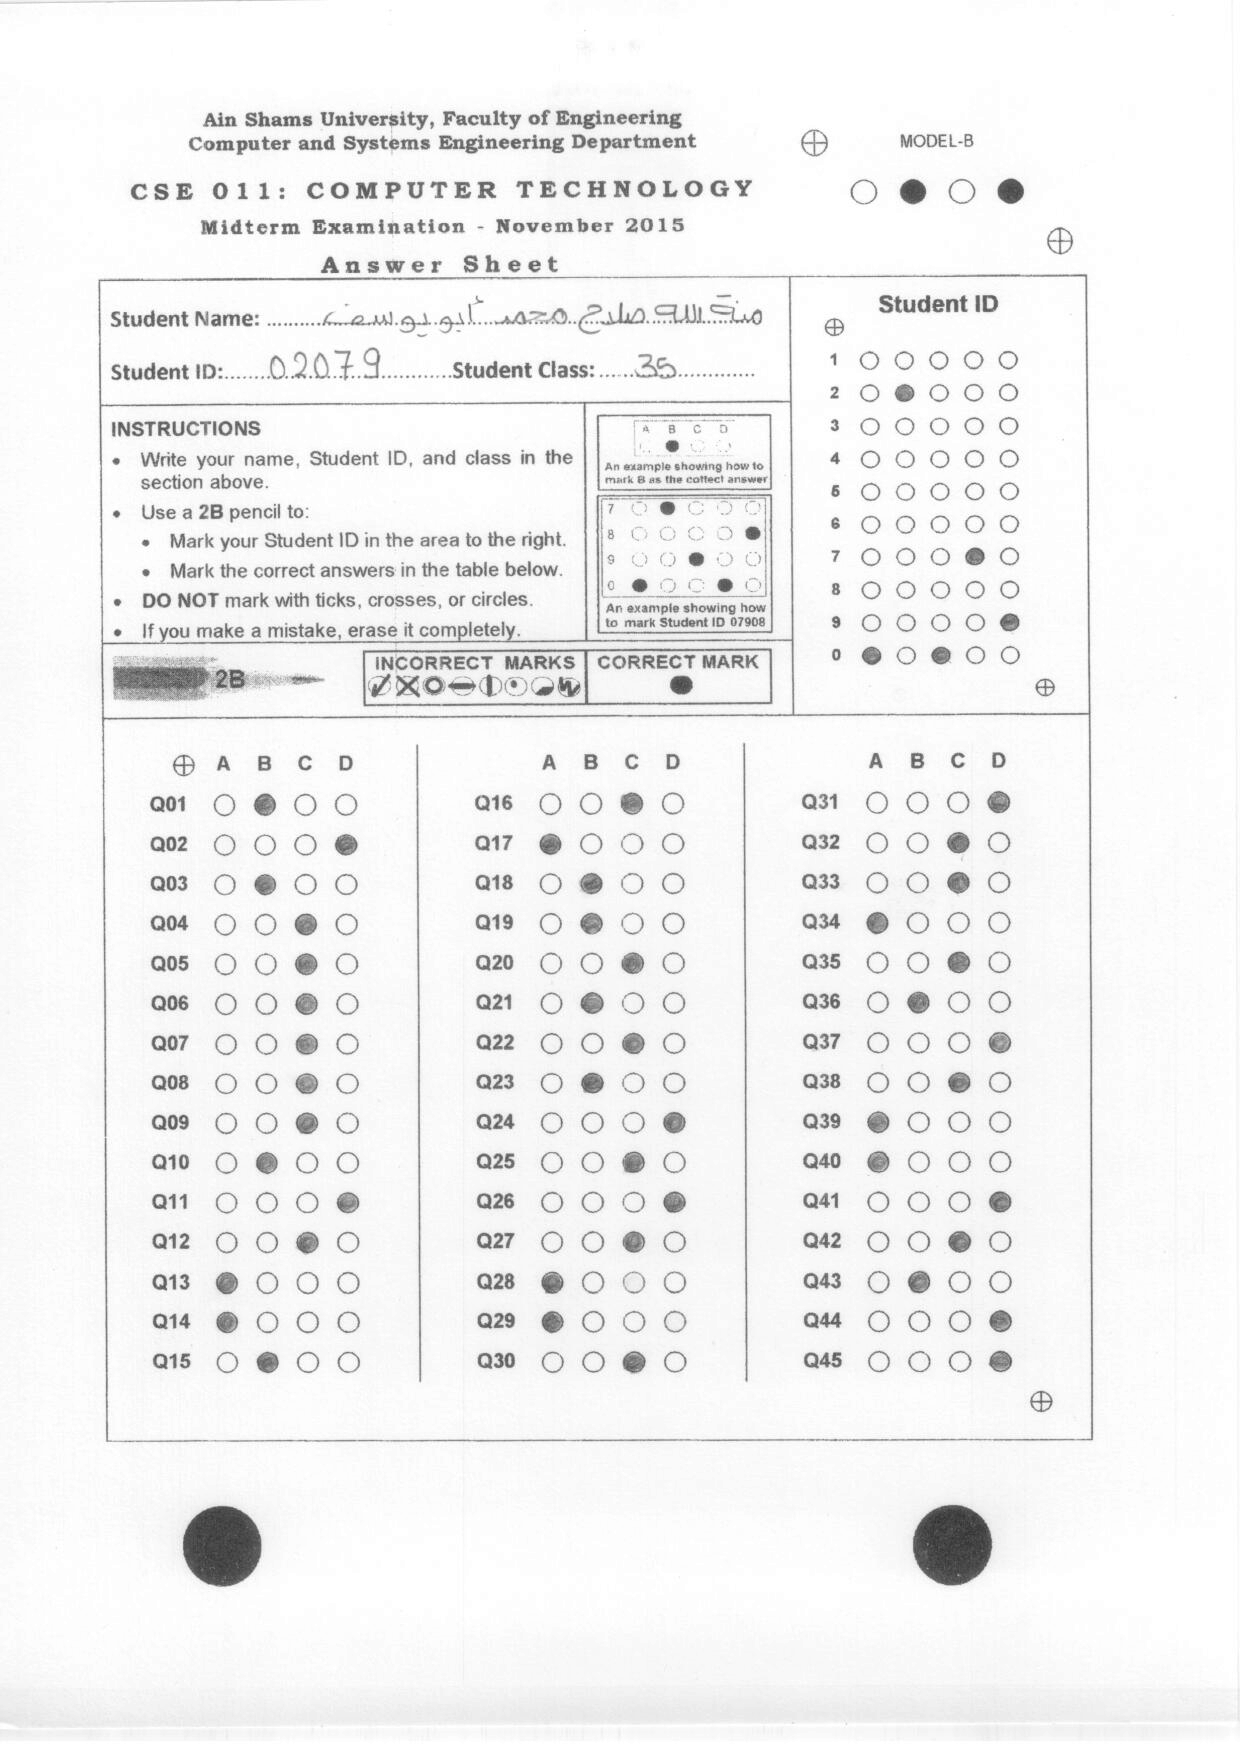 Ain Shams University, Faculty of Engineering
Computer and Systems Engineering Department
MODEL-B
CSE 011: COMPUTER TECHNOLOGY
Midterm Examination - November 2015
Answer Sheet
Student Name: منة الله صلاح محمد أبو يوسف
Student ID: 02079 Student Class: 35
Student ID
1
2
3
4
5
6
7
8
9
0
INSTRUCTIONS
• Write your name, Student ID, and class in the
section above.
• Use a 2B pencil to:
• Mark your Student ID in the area to the right.
• Mark the correct answers in the table below.
• DO NOT mark with ticks, crosses, or circles.
• If you make a mistake, erase it completely.
A B C D
An example showing how to
mark B as the cottect answer
7
8
9
0
An example showing how
to mark Student ID 07908
2B
INCORRECT MARKS
CORRECT MARK
A B C D
Q01
Q02
Q03
Q04
Q05
Q06
Q07
Q08
Q09
Q10
Q11
Q12
Q13
Q14
Q15
A B C D
Q16
Q17
Q18
Q19
Q20
Q21
Q22
Q23
Q24
Q25
Q26
Q27
Q28
Q29
Q30
A B C D
Q31
Q32
Q33
Q34
Q35
Q36
Q37
Q38
Q39
Q40
Q41
Q42
Q43
Q44
Q45